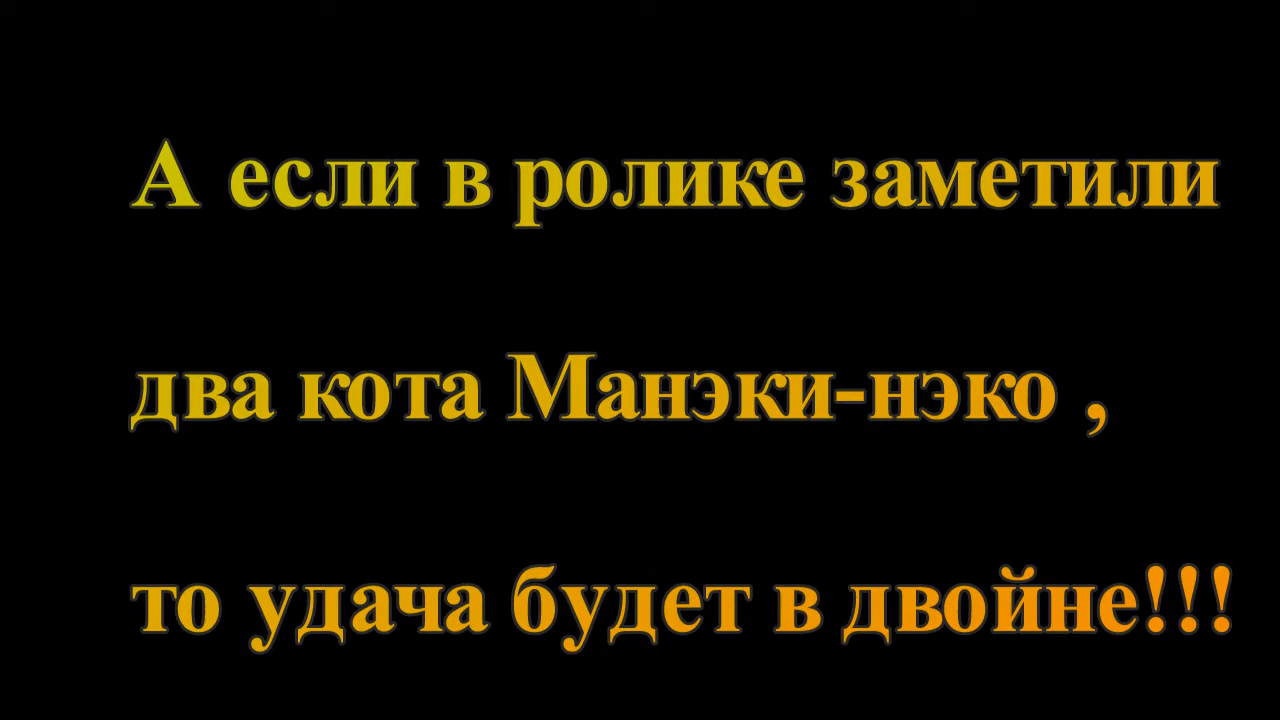 А если в ролике заметили
два кота Манэки-нэко ,
то удача будет в двойне!!!